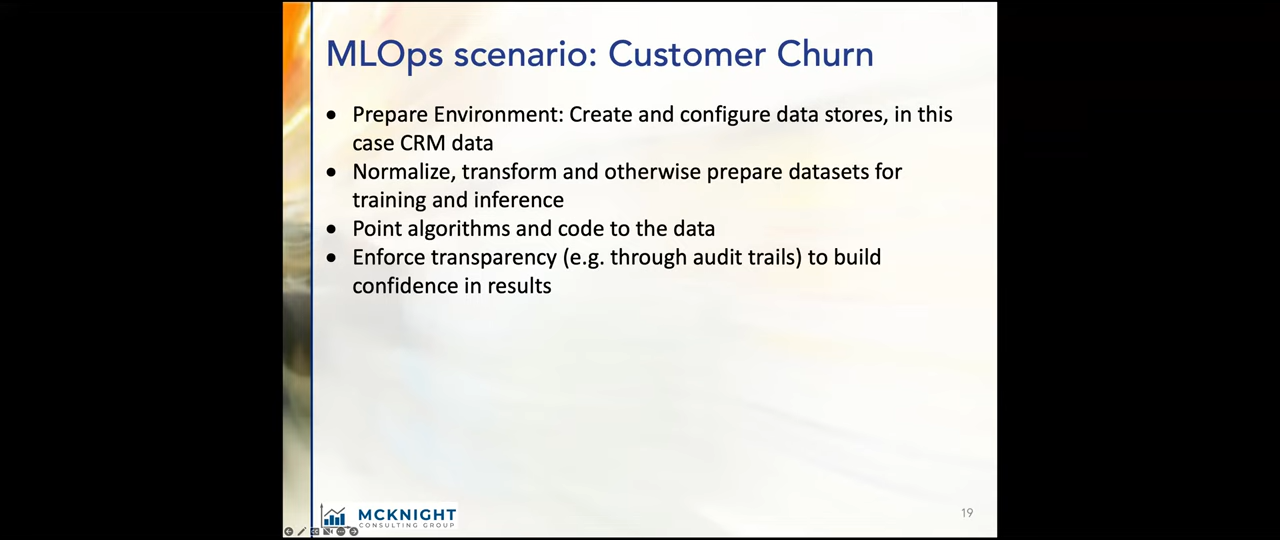 MLOps scenario: Customer Churn
● Prepare Environment: Create and configure data stores, in this
case CRM data
● Normalize, transform and otherwise prepare datasets for
training and inference
● Point algorithms and code to the data
● Enforce transparency (e.g. through audit trails) to build
confidence in results
MCKNIGHT
CONSULTING GROUP
19